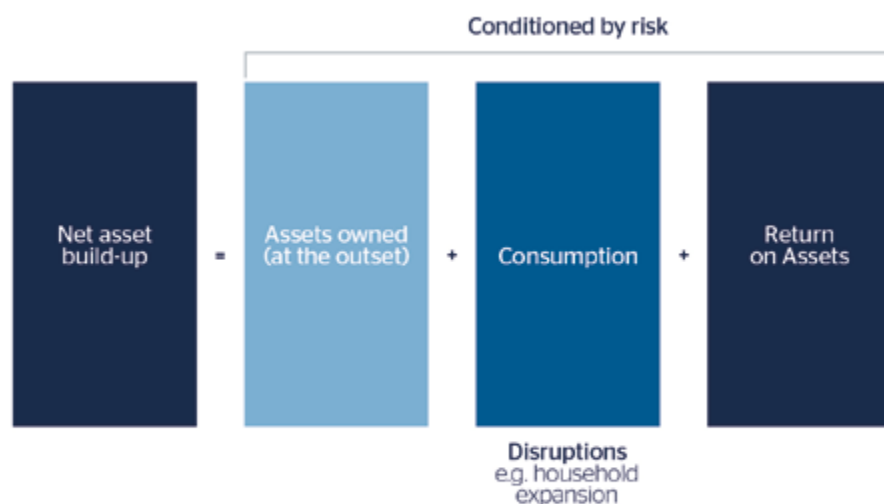 Conditioned by risk
Net asset
build-up
=
Assets owned
(at the outset)
+
Consumption
+
Return
on Assets
Disruptions
e.g. household
expansion